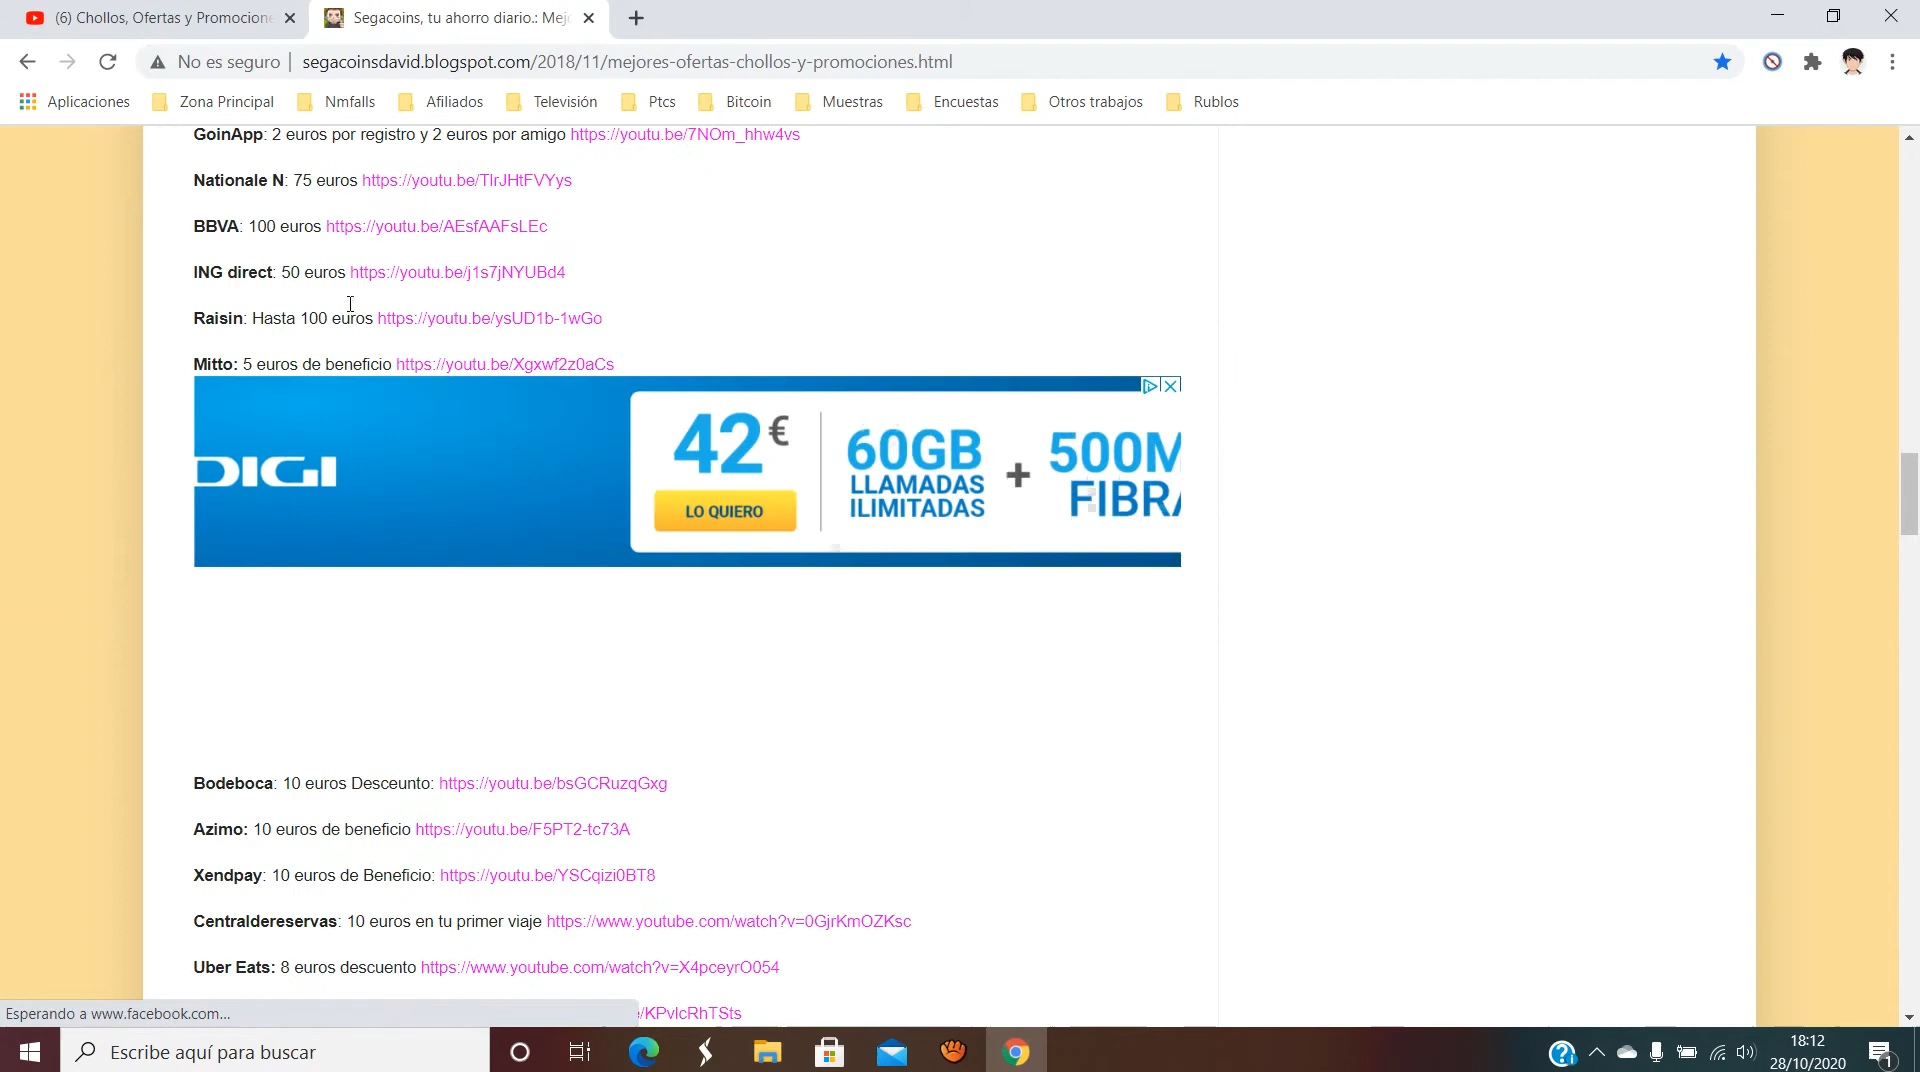 (6) Chollos, Ofertas y Promocione
Segacoins, tu ahorro diario.: Mej
No es seguro
segacoinsdavid.blogspot.com/2018/11/mejores-ofertas-chollos-y-promociones.html
Aplicaciones Zona Principal Nmfalls Afiliados Televisión Ptcs Bitcoin Muestras Encuestas Otros trabajos Rublos
GoinApp: 2 euros por registro y 2 euros por amigo https://youtu.be/7NOm_hhw4vs
Nationale N: 75 euros https://youtu.be/TlrJHtFVYys
BBVA: 100 euros https://youtu.be/AEsfAAFsLEc
ING direct: 50 euros https://youtu.be/j1s7jNYUBd4
Raisin: Hasta 100 euros https://youtu.be/ysUD1b-1wGo
Mitto: 5 euros de beneficio https://youtu.be/Xgxwf2z0aCs
DIGI
42€
LO QUIERO
60GB
LLAMADAS
ILIMITADAS
+
500M
FIBRA
Bodeboca: 10 euros Desceunto: https://youtu.be/bsGCRuzqGxg
Azimo: 10 euros de beneficio https://youtu.be/F5PT2-tc73A
Xendpay: 10 euros de Beneficio: https://youtu.be/YSCqizi0BT8
Centraldereservas: 10 euros en tu primer viaje https://www.youtube.com/watch?v=0GjrKmOZKsc
Uber Eats: 8 euros descuento https://www.youtube.com/watch?v=X4pceyrO054
Esperando a www.facebook.com...
/KPvIcRhTSts
Escribe aquí para buscar
18:12
28/10/2020
1